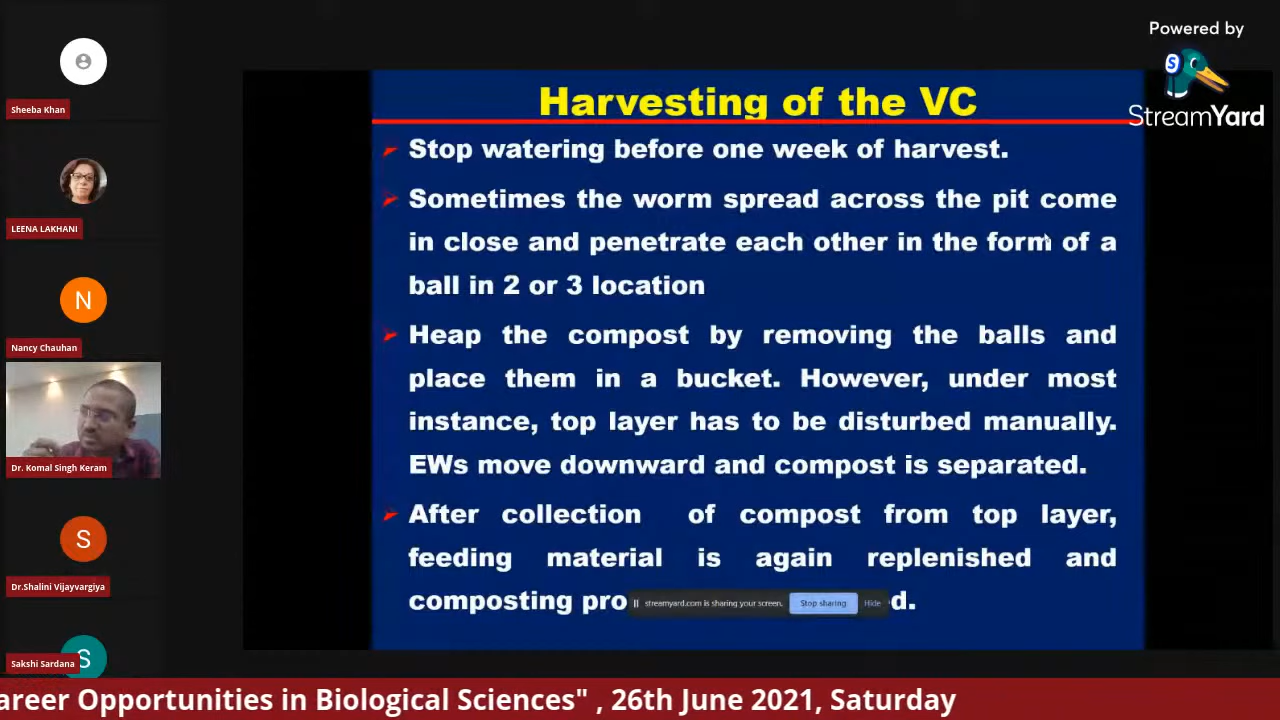 Powered by
StreamYard
Sheeba Khan
LEENA LAKHANI
N
Nancy Chauhan
Dr. Komal Singh Keram
S
Dr.Shalini Vijayvargiya
S
Sakshi Sardana
Harvesting of the VC
Stop watering before one week of harvest.
Sometimes the worm spread across the pit come
in close and penetrate each other in the form of a
ball in 2 or 3 location
Heap the compost by removing the balls and
place them in a bucket. However, under most
instance, top layer has to be disturbed manually.
EWs move downward and compost is separated.
After collection of compost from top layer,
feeding material is again replenished and
composting pro d.
streamyard.com is sharing your screen. Stop sharing Hide
areer Opportunities in Biological Sciences" , 26th June 2021, Saturday